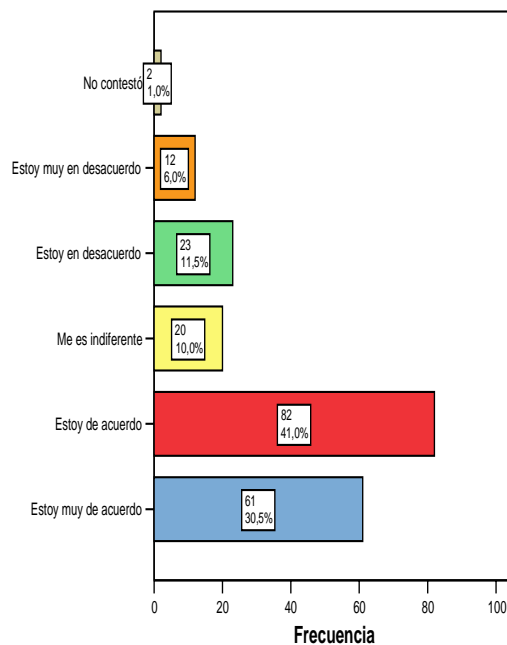 No contestó
2
1,0%
Estoy muy en desacuerdo
12
6,0%
Estoy en desacuerdo
23
11,5%
Me es indiferente
20
10,0%
Estoy de acuerdo
82
41,0%
Estoy muy de acuerdo
61
30,5%
0 20 40 60 80 100
Frecuencia